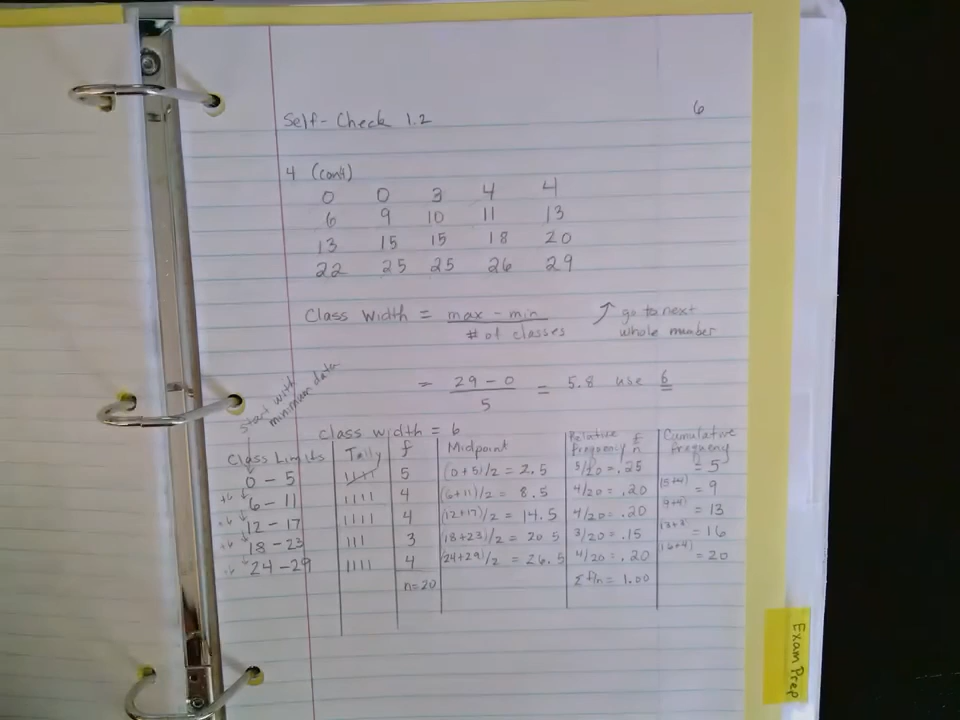 Self-Check 1.2 6
4 (cont)
0 0 3 4 4
6 9 10 11 13
13 15 15 18 20
22 25 25 26 29
Class Width = max - min / # of classes ↗ go to next whole number
= 29 - 0 / 5 = 5.8 use 6
start with minimum data
Class width = 6
Class Limits Tally f Midpoint Relative Frequency f/n Cumulative frequency
0 - 5 𝍸 5 (0+5)/2 = 2.5 5/20 = .25 = 5
+6 6 - 11 |||| 4 (6+11)/2 = 8.5 4/20 = .20 (5+4) = 9
+6 12 - 17 |||| 4 (12+17)/2 = 14.5 4/20 = .20 9+4) = 13
+6 18 - 23 ||| 3 (18+23)/2 = 20.5 3/20 = .15 = 16
+6 24 - 29 |||| 4 (24+29)/2 = 26.5 4/20 = .20 (16+4) = 20
n=20 Σ f/n = 1.00
Exam Prep